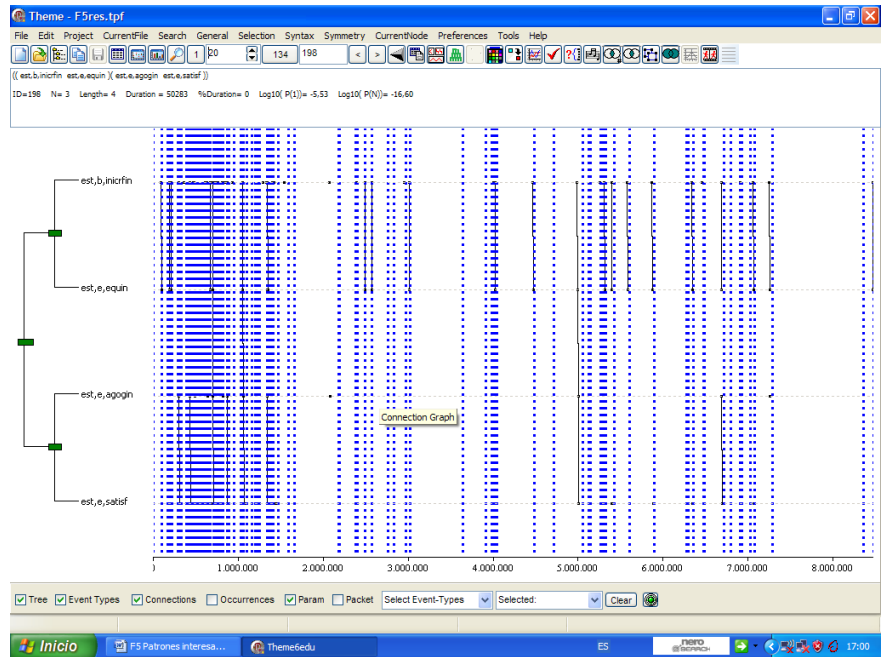 Theme - F5res.tpf
File Edit Project CurrentFile Search General Selection Syntax Symmetry CurrentNode Preferences Tools Help
1 20 134 198 < >
(( est,b,inicrfin est,e,equin )( est,e,agogin est,e,satisf ))
ID=198 N= 3 Length= 4 Duration = 50283 %Duration= 0 Log10( P(1))= -5,53 Log10( P(N))= -16,60
est,b,inicrfin
est,e,equin
est,e,agogin
Connection Graph
est,e,satisf
) 1.000.000 2.000.000 3.000.000 4.000.000 5.000.000 6.000.000 7.000.000 8.000.000
Tree Event Types Connections Occurrences Param Packet Select Event-Types Selected: Clear
Inicio F5 Patrones interesa... Theme6edu ES nero SEARCH 17:00